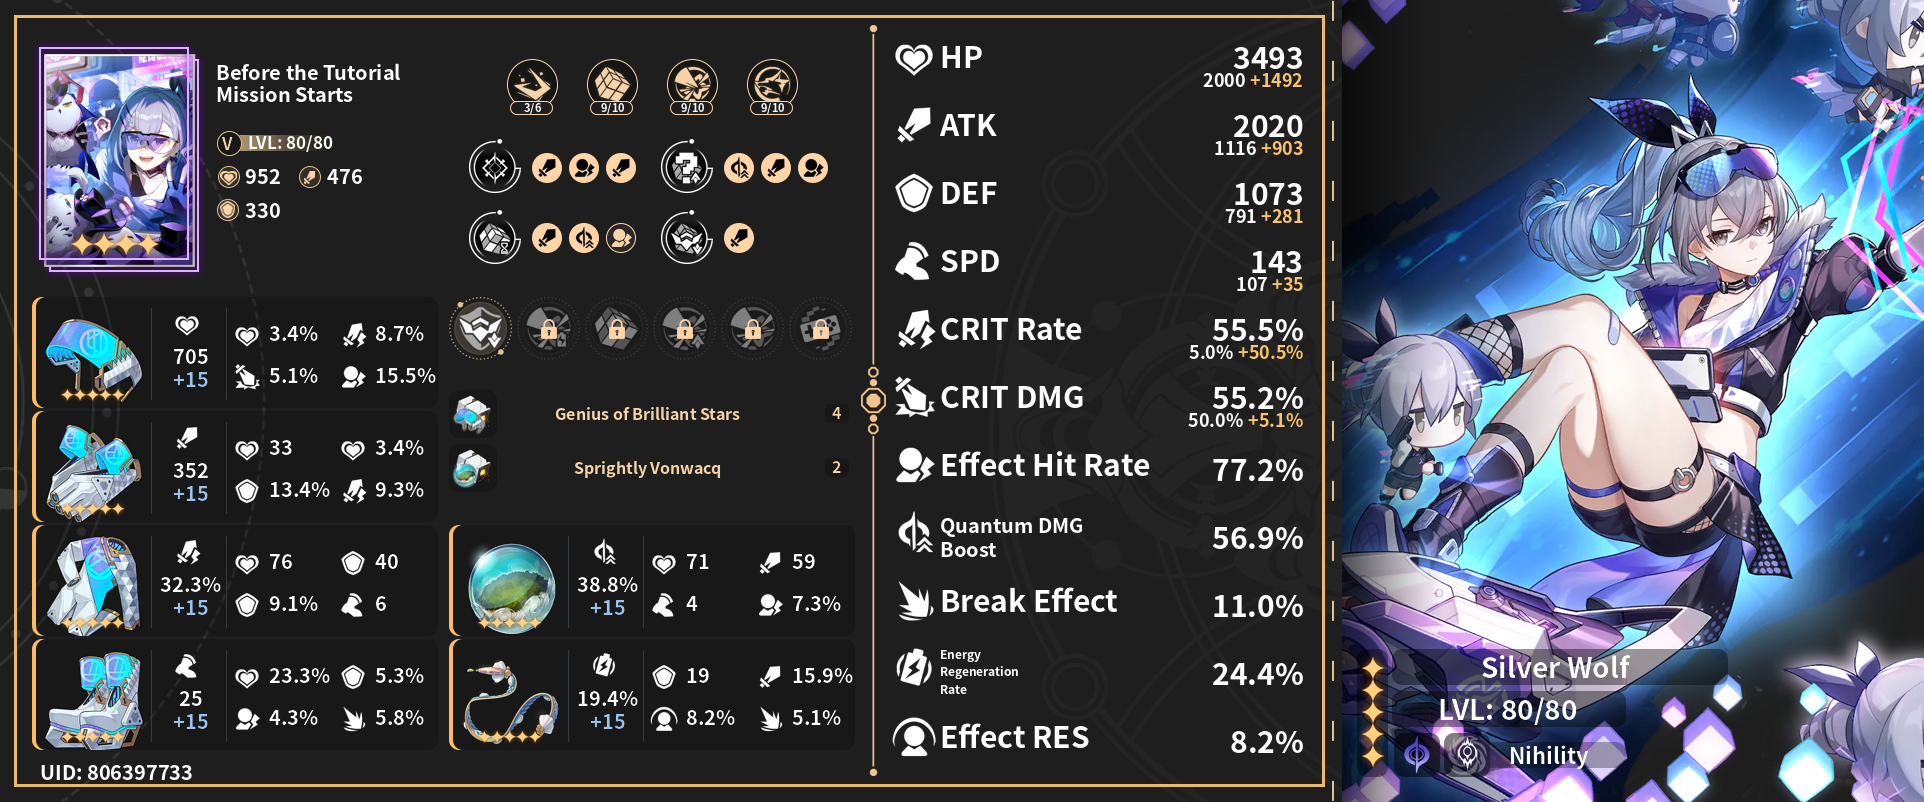 Before the Tutorial
Mission Starts
V LVL: 80/80
952 476
330
3/6 9/10 9/10 9/10
705
+15
3.4% 8.7%
5.1% 15.5%
352
+15
33 3.4%
13.4% 9.3%
32.3%
+15
76 40
9.1% 6
25
+15
23.3% 5.3%
4.3% 5.8%
UID: 806397733
Genius of Brilliant Stars 4
Sprightly Vonwacq 2
38.8%
+15
71 59
4 7.3%
19.4%
+15
19 15.9%
8.2% 5.1%
HP 3493
2000 +1492
ATK 2020
1116 +903
DEF 1073
791 +281
SPD 143
107 +35
CRIT Rate 55.5%
5.0% +50.5%
CRIT DMG 55.2%
50.0% +5.1%
Effect Hit Rate 77.2%
Quantum DMG
Boost 56.9%
Break Effect 11.0%
Energy
Regeneration
Rate 24.4%
Effect RES 8.2%
Silver Wolf
LVL: 80/80
Nihility